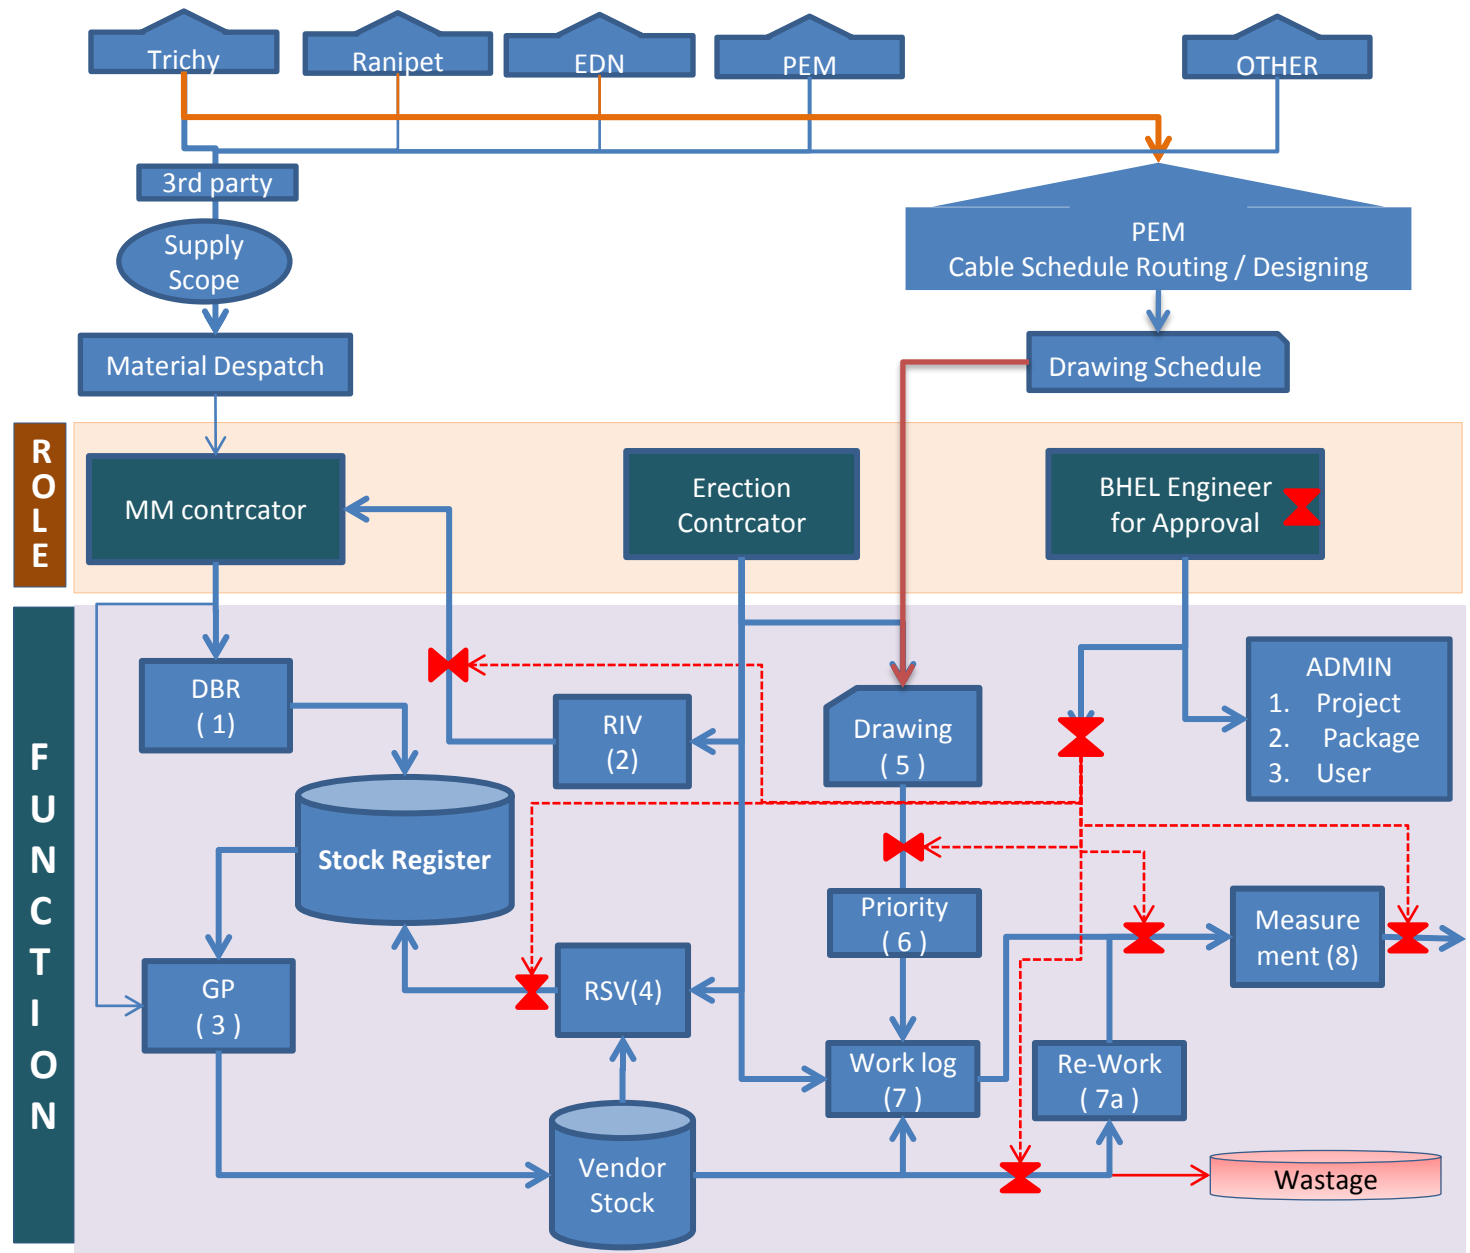 Trichy
Ranipet
EDN
PEM
OTHER
3rd party
Supply
Scope
PEM
Cable Schedule Routing / Designing
Material Despatch
Drawing Schedule
ROLE
MM contrcator
Erection
Contrcator
BHEL Engineer
for Approval
FUNCTION
DBR
( 1)
RIV
(2)
Drawing
( 5 )
ADMIN
1. Project
2. Package
3. User
Stock Register
Priority
( 6 )
Measure
ment (8)
GP
( 3 )
RSV(4)
Work log
(7 )
Re-Work
( 7a )
Vendor
Stock
Wastage